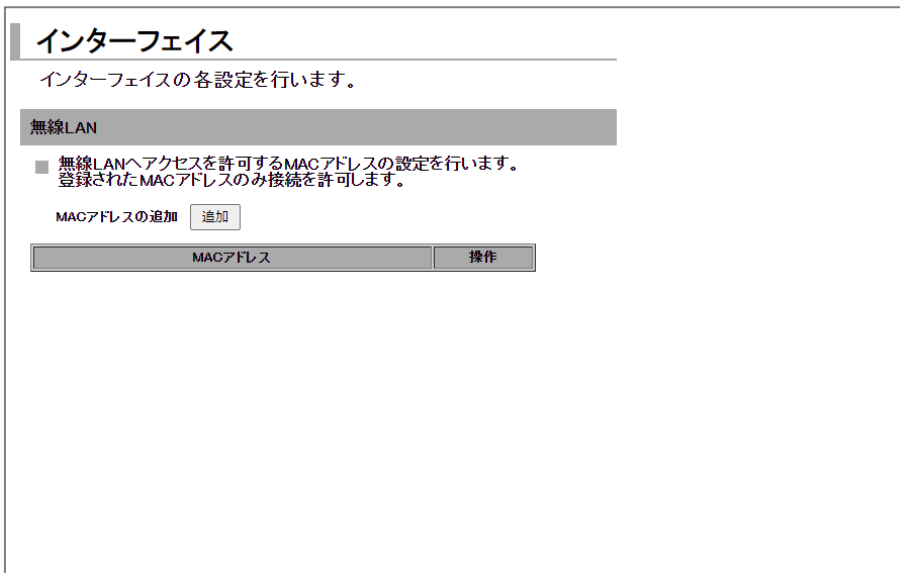 インターフェイス
インターフェイスの各設定を行います。
無線LAN
無線LANへアクセスを許可するMACアドレスの設定を行います。
登録されたMACアドレスのみ接続を許可します。
MACアドレスの追加 追加
MACアドレス 操作